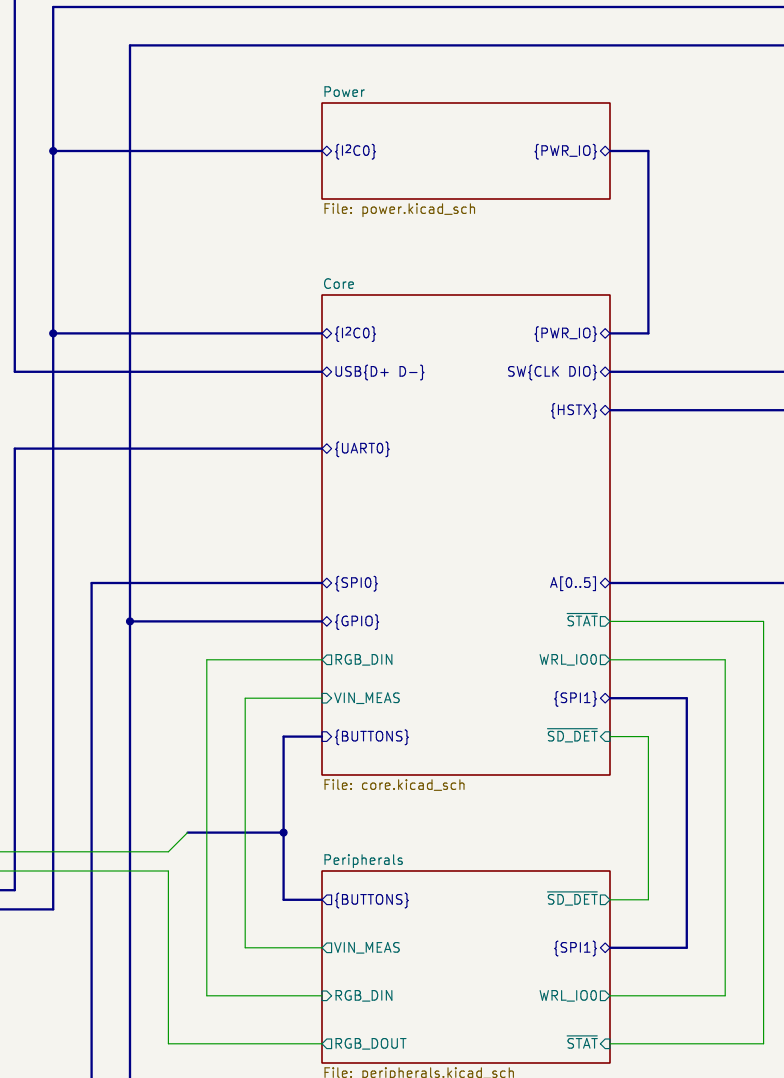 Power
{I²C0} {PWR_IO}
File: power.kicad_sch
Core
{I²C0} {PWR_IO}
USB{D+ D-} SW{CLK DIO}
{HSTX}
{UART0}
{SPI0} A[0..5]
{GPIO} STAT
RGB_DIN WRL_IO0
VIN_MEAS {SPI1}
{BUTTONS} SD_DET
File: core.kicad_sch
Peripherals
{BUTTONS} SD_DET
VIN_MEAS {SPI1}
RGB_DIN WRL_IO0
RGB_DOUT STAT
File: peripherals.kicad_sch